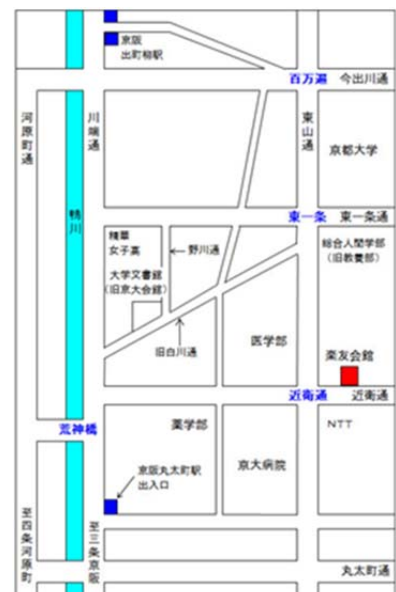 京阪
出町柳駅
百万遍 今出川通
河原町通
川端通
東山通
京都大学
鴨川
東一条 東一条通
精華
女子高
野川通
総合人間学部
(旧教養部)
大学文書館
(旧京大会館)
旧白川通
医学部
楽友会館
近衛通 近衛通
荒神橋
薬学部
NTT
京大病院
京阪丸太町駅
出入口
至四条河原町
至三条京阪
丸太町通